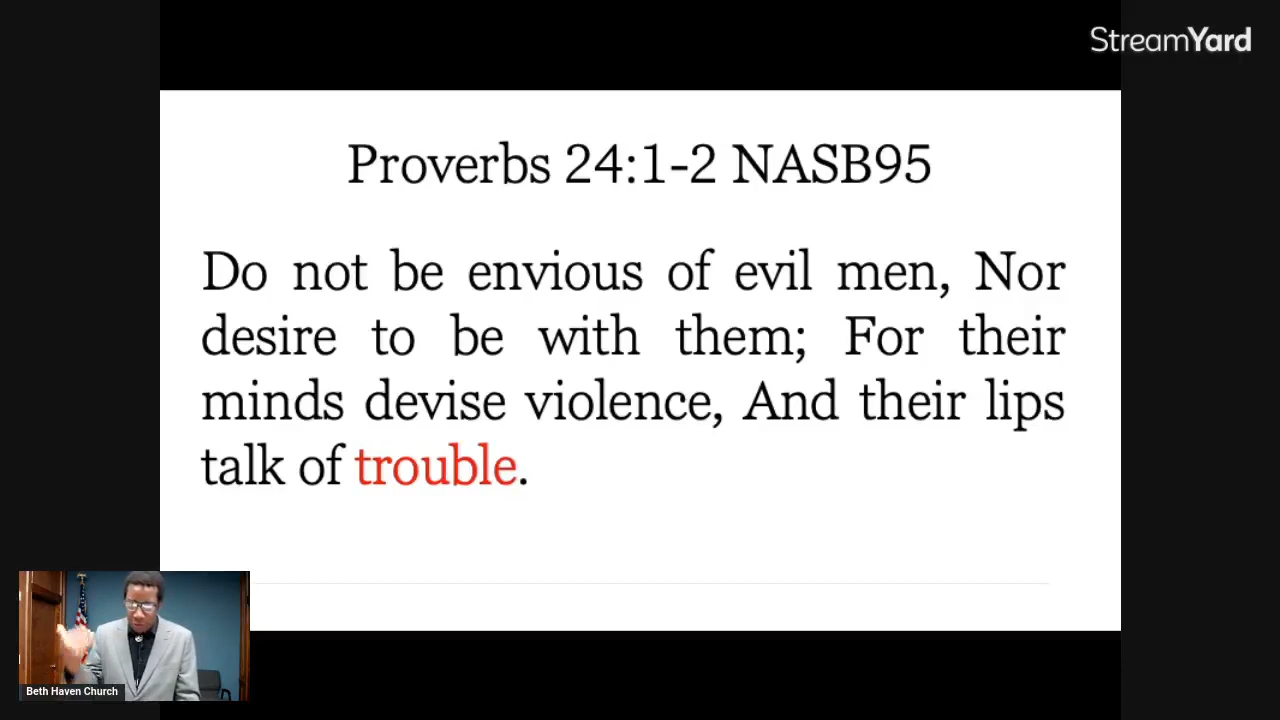 StreamYard
Proverbs 24:1-2 NASB95
Do not be envious of evil men, Nor
desire to be with them; For their
minds devise violence, And their lips
talk of trouble.
Beth Haven Church